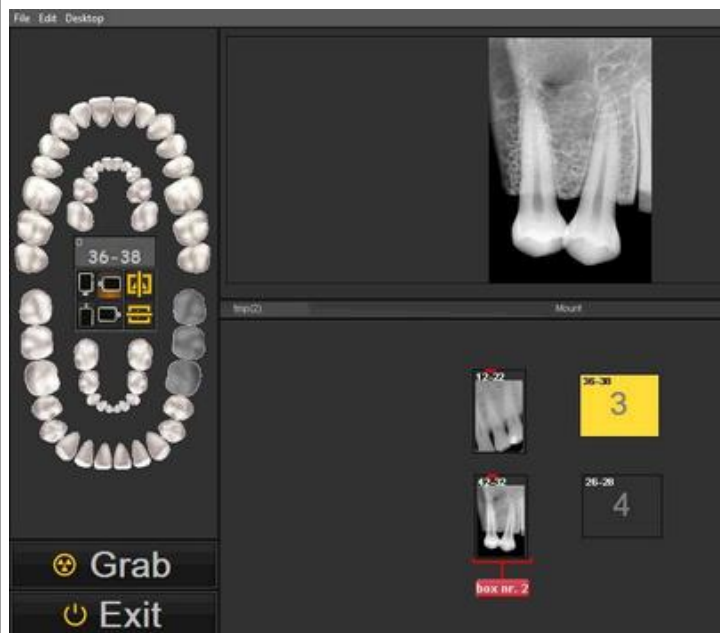 File Edit Desktop
0
36-38
tmp(2)
Mount
12-22
36-38
3
42-32
26-28
4
box nr. 2
Grab
Exit